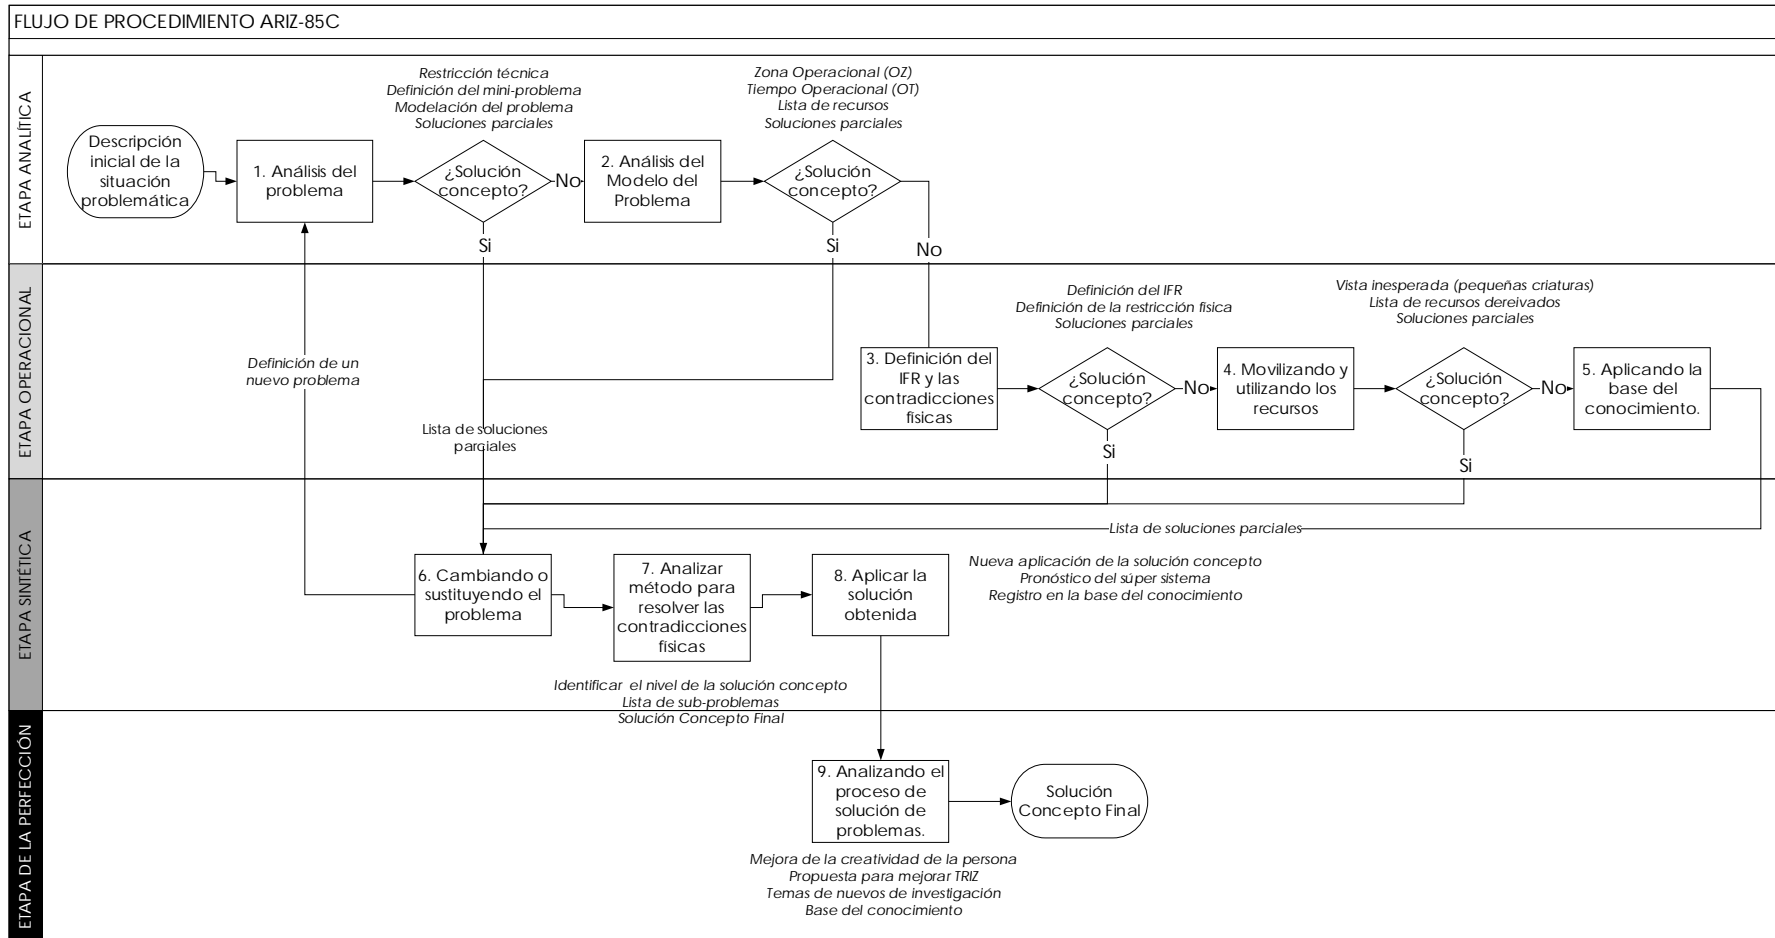 FLUJO DE PROCEDIMIENTO ARIZ-85C
ETAPA ANALÍTICA
Descripción
inicial de la
situación
problemática
1. Análisis del
problema
Restricción técnica
Definición del mini-problema
Modelación del problema
Soluciones parciales
¿Solución
concepto?
No
Si
2. Análisis del
Modelo del
Problema
Zona Operacional (OZ)
Tiempo Operacional (OT)
Lista de recursos
Soluciones parciales
¿Solución
concepto?
Si
No
ETAPA OPERACIONAL
Definición de un
nuevo problema
Lista de soluciones
parciales
3. Definición del
IFR y las
contradicciones
físicas
Definición del IFR
Definición de la restricción física
Soluciones parciales
¿Solución
concepto?
No
Si
4. Movilizando y
utilizando los
recursos
Vista inesperada (pequeñas criaturas)
Lista de recursos dereivados
Soluciones parciales
¿Solución
concepto?
No
Si
5. Aplicando la
base del
conocimiento.
ETAPA SINTÉTICA
Lista de soluciones parciales
6. Cambiando o
sustituyendo el
problema
7. Analizar
método para
resolver las
contradicciones
físicas
8. Aplicar la
solución
obtenida
Nueva aplicación de la solución concepto
Pronóstico del súper sistema
Registro en la base del conocimiento
Identificar el nivel de la solución concepto
Lista de sub-problemas
Solución Concepto Final
ETAPA DE LA PERFECCIÓN
9. Analizando el
proceso de
solución de
problemas.
Solución
Concepto Final
Mejora de la creatividad de la persona
Propuesta para mejorar TRIZ
Temas de nuevos de investigación
Base del conocimiento